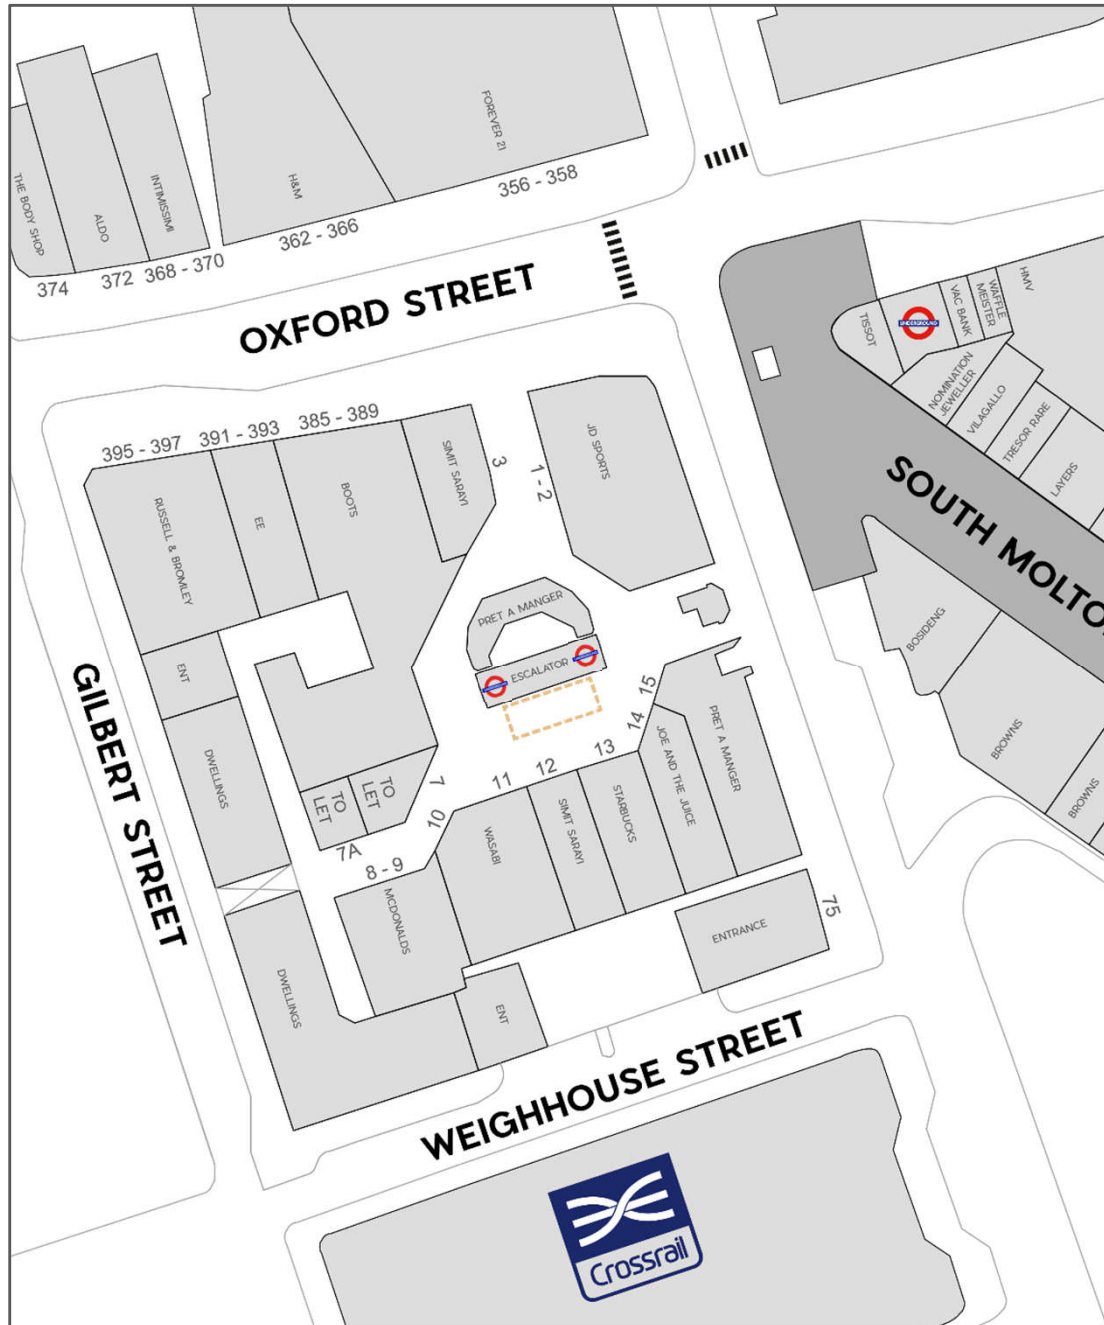 FOREVER 21
356 - 358
H&M
362 - 366
INTIMISSIMI
368 - 370
ALDO
372
THE BODY SHOP
374
OXFORD STREET
HMV
WAFFLE
MEISTER
VAC BANK
UNDERGROUND
TISSOT
NOMINATION
JEWELLER
VILAGALLO
TRESOR RARE
LAYERS
SOUTH MOLTO
395 - 397
391 - 393
385 - 389
SIMIT SARAYI
3
1 - 2
JD SPORTS
RUSSELL & BROMLEY
EE
BOOTS
PRET A MANGER
ESCALATOR
BOSIDENG
BROWNS
BROWNS
ENT
GILBERT STREET
DWELLINGS
TO
LET
TO
LET
7
7A
8 - 9
10
11
12
13
14
15
WASABI
SIMIT SARAYI
STARBUCKS
JOE AND THE JUICE
PRET A MANGER
MCDONALDS
ENTRANCE
75
DWELLINGS
ENT
WEIGHHOUSE STREET
Crossrail